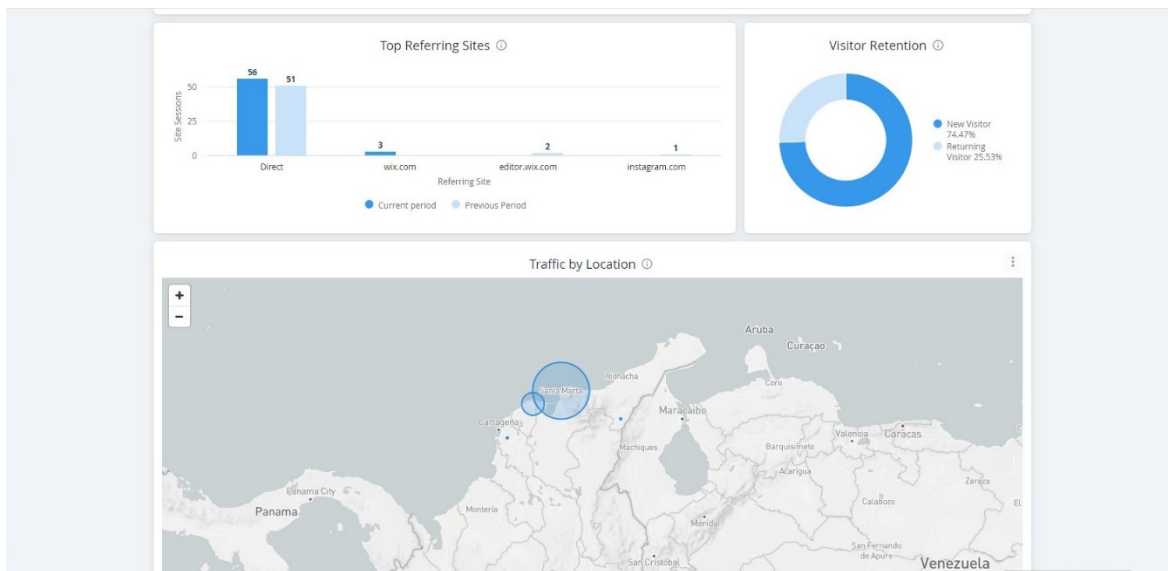 Top Referring Sites
56
51
50
25
0
3
2
1
Site Sessions
Direct
wix.com
editor.wix.com
instagram.com
Referring Site
Current period
Previous Period
Visitor Retention
New Visitor
74.47%
Returning
Visitor 25.53%
Traffic by Location
+
−
Aruba
Curaçao
Riohacha
Santa Marta
Coro
Maracaibo
Cartagena
Valencia
Caracas
Machiques
Barquisimeto
Acarigua
Zaraza
Panama City
Calabozo
Panama
Montería
Mérida
San Fernando
de Apure
San Cristóbal
Venezuela